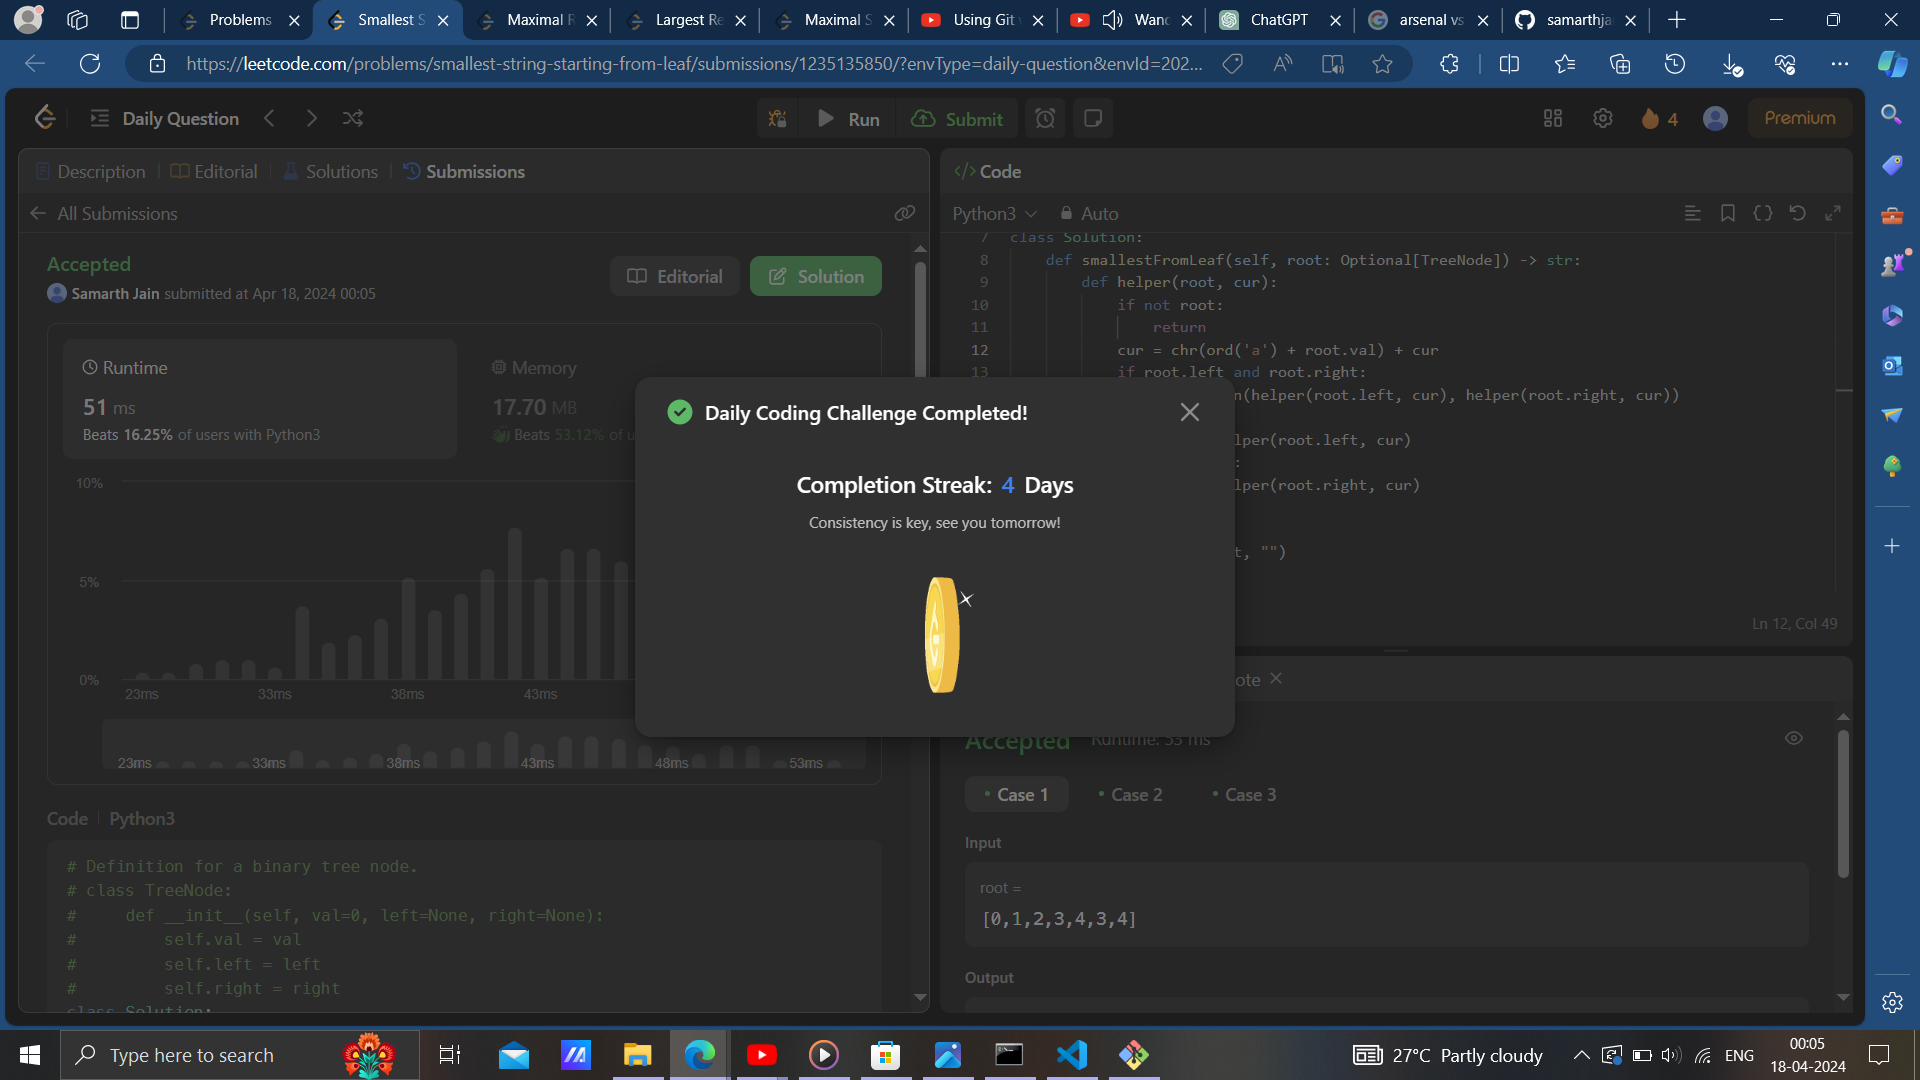 Problems
Smallest S
Maximal R
Largest Re
Maximal S
Using Git
Wanc
ChatGPT
arsenal vs
samarthja
https://leetcode.com/problems/smallest-string-starting-from-leaf/submissions/1235135850/?envType=daily-question&envId=202...
Daily Question
Run
Submit
4
Premium
Description
Editorial
Solutions
Submissions
All Submissions
Accepted
Samarth Jain submitted at Apr 18, 2024 00:05
Editorial
Solution
Runtime
51 ms
Beats 16.25% of users with Python3
Memory
17.70 MB
Beats 53.12% of u
10%
5%
0%
23ms
33ms
38ms
43ms
23ms
33ms
38ms
43ms
48ms
53ms
Code
Python3
# Definition for a binary tree node.
# class TreeNode:
#     def __init__(self, val=0, left=None, right=None):
#         self.val = val
#         self.left = left
#         self.right = right
class Solution:
Daily Coding Challenge Completed!
Completion Streak: 4 Days
Consistency is key, see you tomorrow!
Code
Python3
Auto
7 class Solution:
8     def smallestFromLeaf(self, root: Optional[TreeNode]) -> str:
9         def helper(root, cur):
10             if not root:
11                 return
12             cur = chr(ord('a') + root.val) + cur
13             if root.left and root.right:
n(helper(root.left, cur), helper(root.right, cur))
lper(root.left, cur)
:
lper(root.right, cur)
t, "")
Ln 12, Col 49
ote
Accepted
Runtime: 55 ms
Case 1
Case 2
Case 3
Input
root =
[0,1,2,3,4,3,4]
Output
Type here to search
27°C Partly cloudy
ENG
00:05
18-04-2024